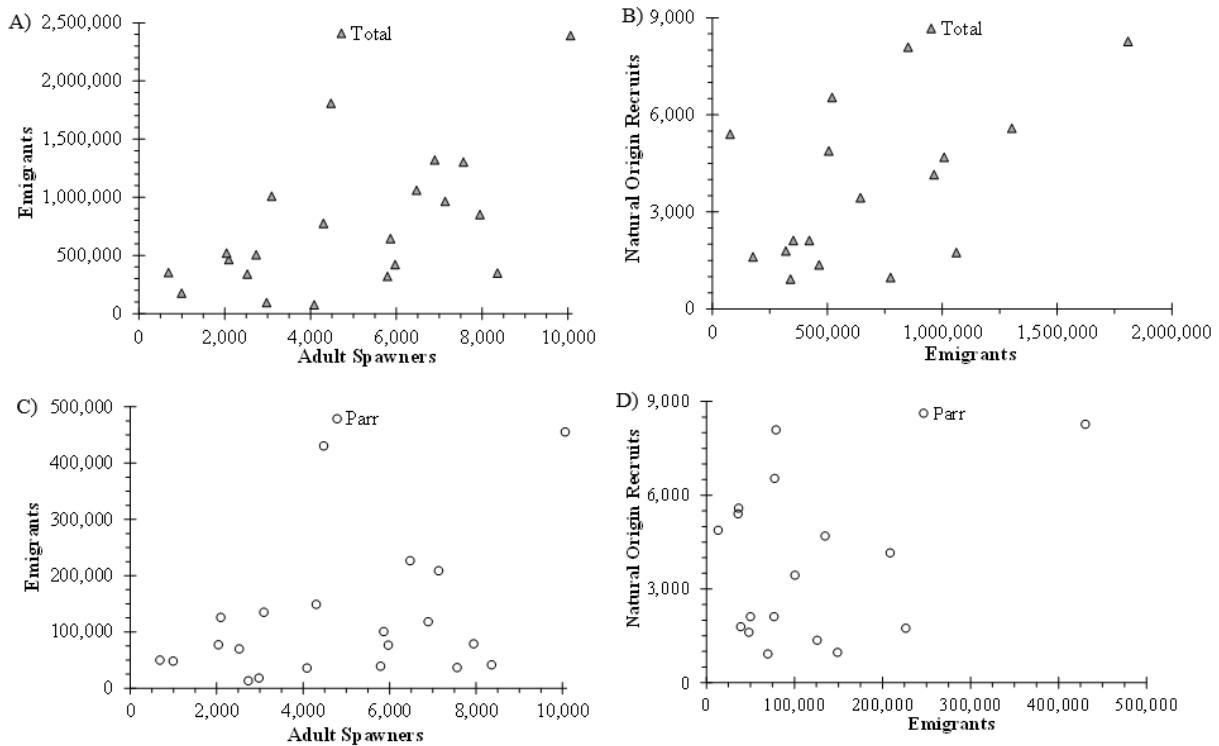 A)
Emigrants
2,500,000
2,000,000
1,500,000
1,000,000
500,000
0
Total
0 2,000 4,000 6,000 8,000 10,000
Adult Spawners
B)
Natural Origin Recruits
9,000
6,000
3,000
0
Total
0 500,000 1,000,000 1,500,000 2,000,000
Emigrants
C)
Emigrants
500,000
400,000
300,000
200,000
100,000
0
Parr
0 2,000 4,000 6,000 8,000 10,000
Adult Spawners
D)
Natural Origin Recruits
9,000
6,000
3,000
0
Parr
0 100,000 200,000 300,000 400,000 500,000
Emigrants